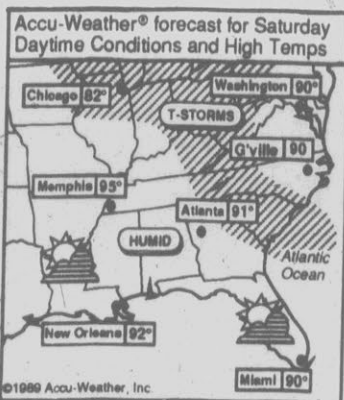 Accu-Weather® forecast for Saturday
Daytime Conditions and High Temps
Chicago 82°
Washington 90°
T-STORMS
G'ville 90
Memphis 95°
Atlanta 91°
HUMID
Atlantic
Ocean
New Orleans 92°
Miami 90°
©1989 Accu-Weather, Inc.